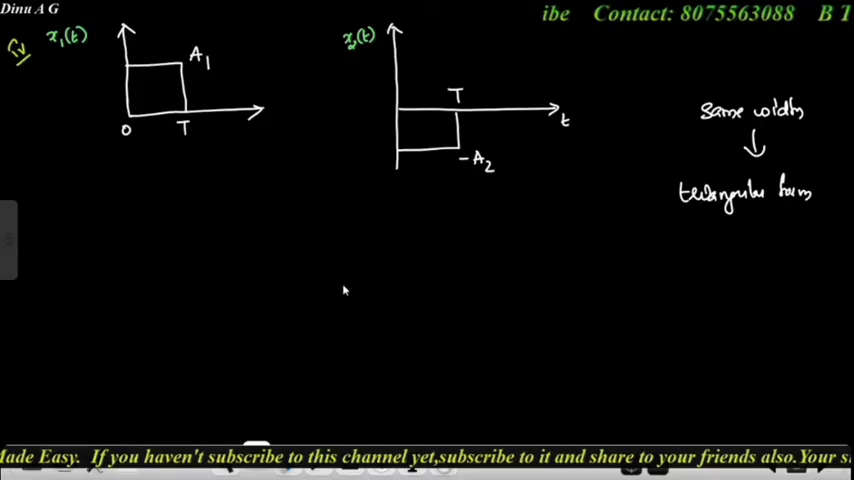 Dinu A G
ibe Contact: 8075563088 B T
iv
x₁(t)
A₁
0
T
x₂(t)
T
t
-A₂
same width
↓
triangular form
Made Easy. If you haven't subscribe to this channel yet,subscribe to it and share to your friends also.Your s